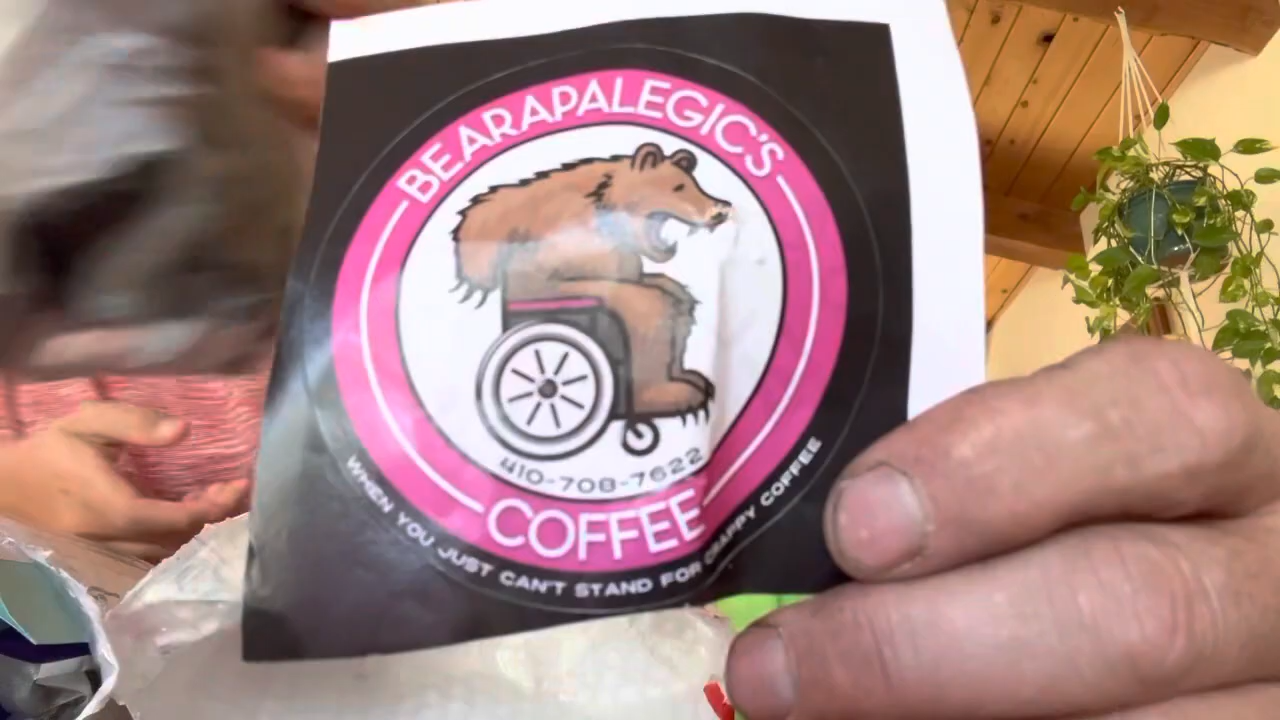 BEARAPALEGIC'S
410-708-7622
COFFEE
WHEN YOU JUST CAN'T STAND FOR CRAPPY COFFEE